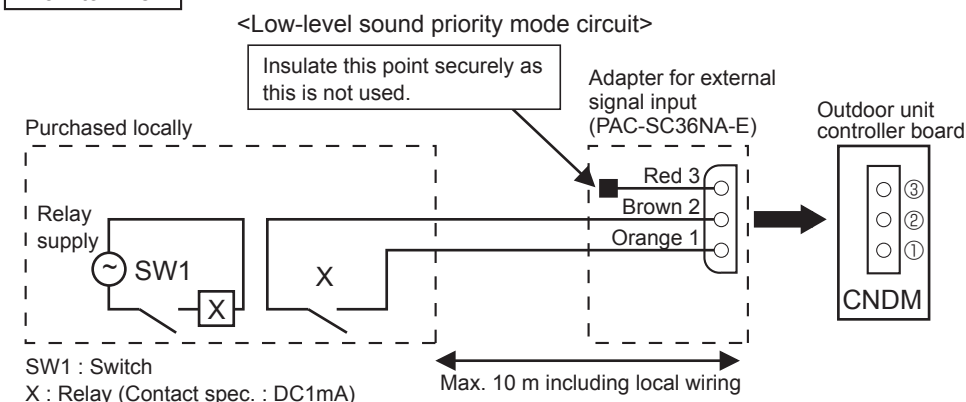 <Low-level sound priority mode circuit>
Insulate this point securely as
this is not used.
Adapter for external
signal input
(PAC-SC36NA-E)
Outdoor unit
controller board
Purchased locally
Relay
supply
~
SW1
X
X
Red 3
Brown 2
Orange 1
③
②
①
CNDM
SW1 : Switch
X : Relay (Contact spec. : DC1mA)
Max. 10 m including local wiring